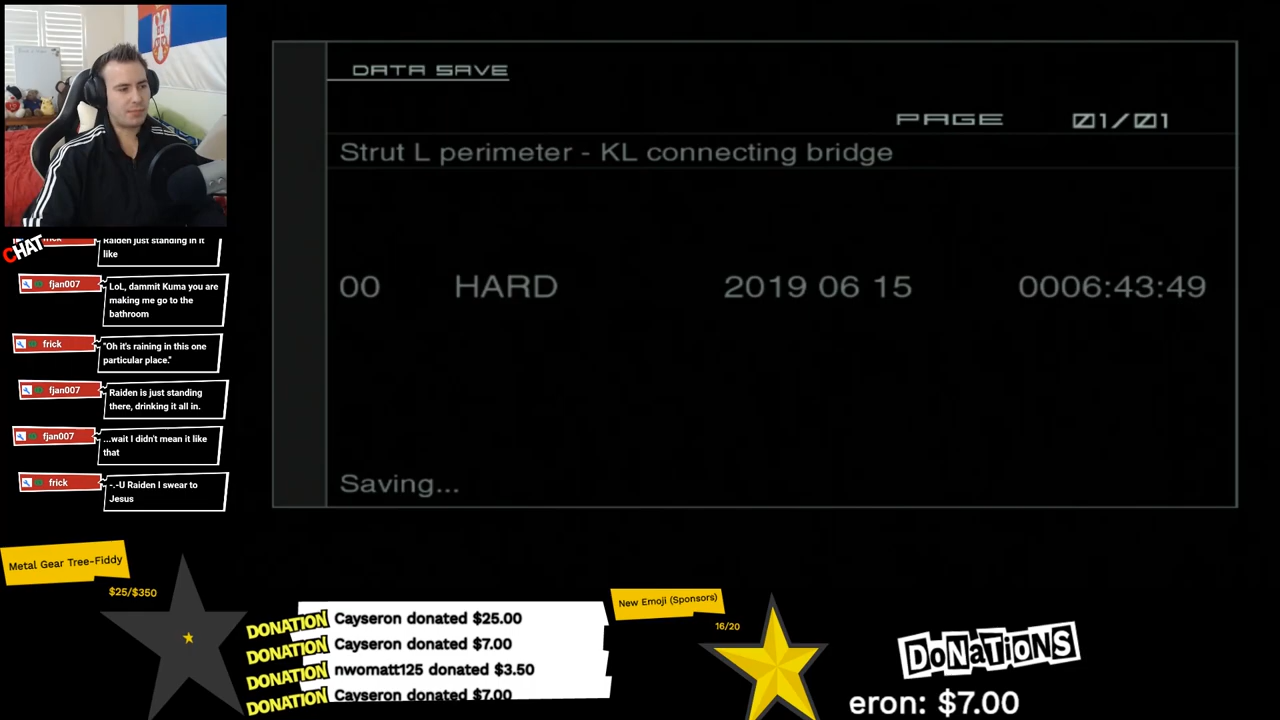 DATA SAVE
PAGE 01/01
Strut L perimeter - KL connecting bridge
00 HARD 2019 06 15 0006:43:49
Saving...
CHAT
Raiden just standing in it
like
fjan007
LoL, dammit Kuma you are
making me go to the
bathroom
frick
"Oh it's raining in this one
particular place."
fjan007
Raiden is just standing
there, drinking it all in.
fjan007
...wait I didn't mean it like
that
frick
-.-U Raiden I swear to
Jesus
Metal Gear Tree-Fiddy
$25/$350
DONATION Cayseron donated $25.00
DONATION Cayseron donated $7.00
DONATION nwomatt125 donated $3.50
DONATION Cayseron donated $7.00
New Emoji (Sponsors)
16/20
DONATIONS
eron: $7.00